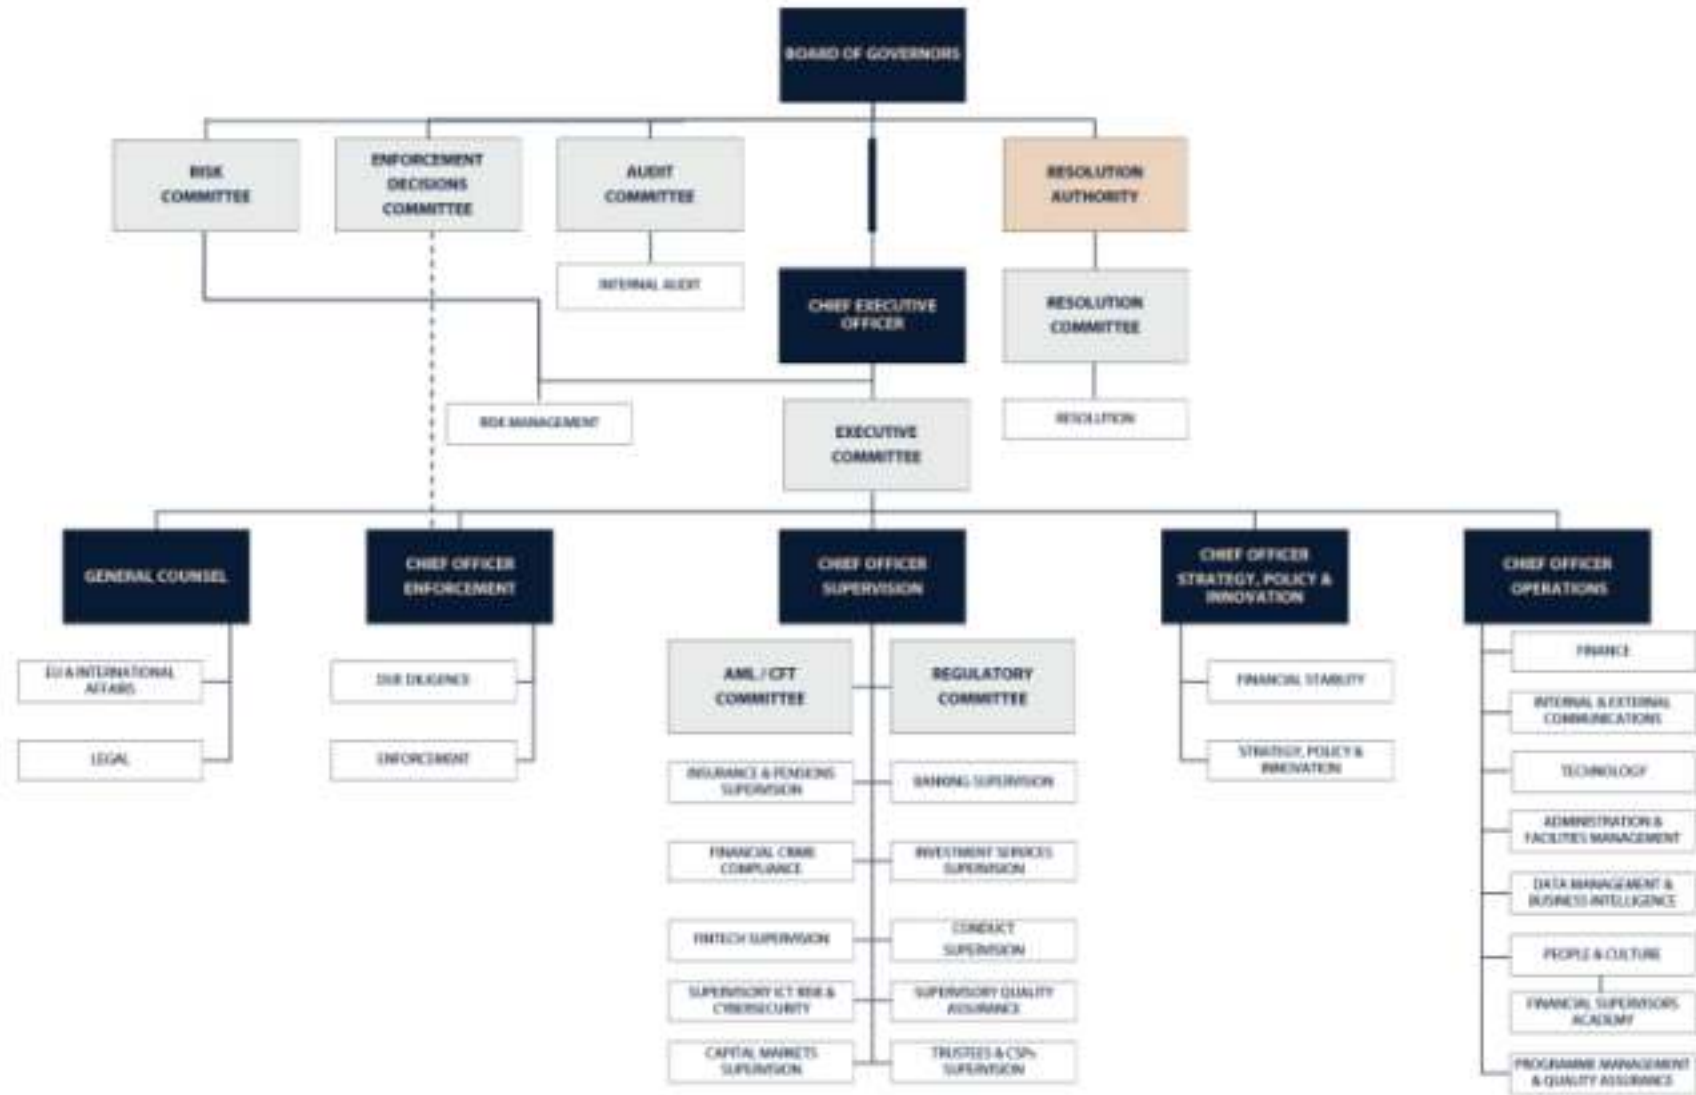 BOARD OF GOVERNORS
RISK
COMMITTEE
ENFORCEMENT
DECISIONS
COMMITTEE
AUDIT
COMMITTEE
RESOLUTION
AUTHORITY
INTERNAL AUDIT
CHIEF EXECUTIVE
OFFICER
RESOLUTION
COMMITTEE
RISK MANAGEMENT
EXECUTIVE
COMMITTEE
RESOLUTION
GENERAL COUNSEL
CHIEF OFFICER
ENFORCEMENT
CHIEF OFFICER
SUPERVISION
CHIEF OFFICER
STRATEGY, POLICY &
INNOVATION
CHIEF OFFICER
OPERATIONS
EU & INTERNATIONAL
AFFAIRS
LEGAL
DUE DILIGENCE
ENFORCEMENT
AML / CFT
COMMITTEE
REGULATORY
COMMITTEE
INSURANCE & PENSIONS
SUPERVISION
BANKING SUPERVISION
FINANCIAL CRIME
COMPLIANCE
INVESTMENT SERVICES
SUPERVISION
FINTECH SUPERVISION
CONDUCT
SUPERVISION
SUPERVISORY ICT RISK &
CYBERSECURITY
SUPERVISORY QUALITY
ASSURANCE
CAPITAL MARKETS
SUPERVISION
TRUSTEES & CSPs
SUPERVISION
FINANCIAL STABILITY
STRATEGY, POLICY &
INNOVATION
FINANCE
INTERNAL & EXTERNAL
COMMUNICATIONS
TECHNOLOGY
ADMINISTRATION &
FACILITIES MANAGEMENT
DATA MANAGEMENT &
BUSINESS INTELLIGENCE
PEOPLE & CULTURE
FINANCIAL SUPERVISORS
ACADEMY
PROGRAMME MANAGEMENT
& QUALITY ASSURANCE